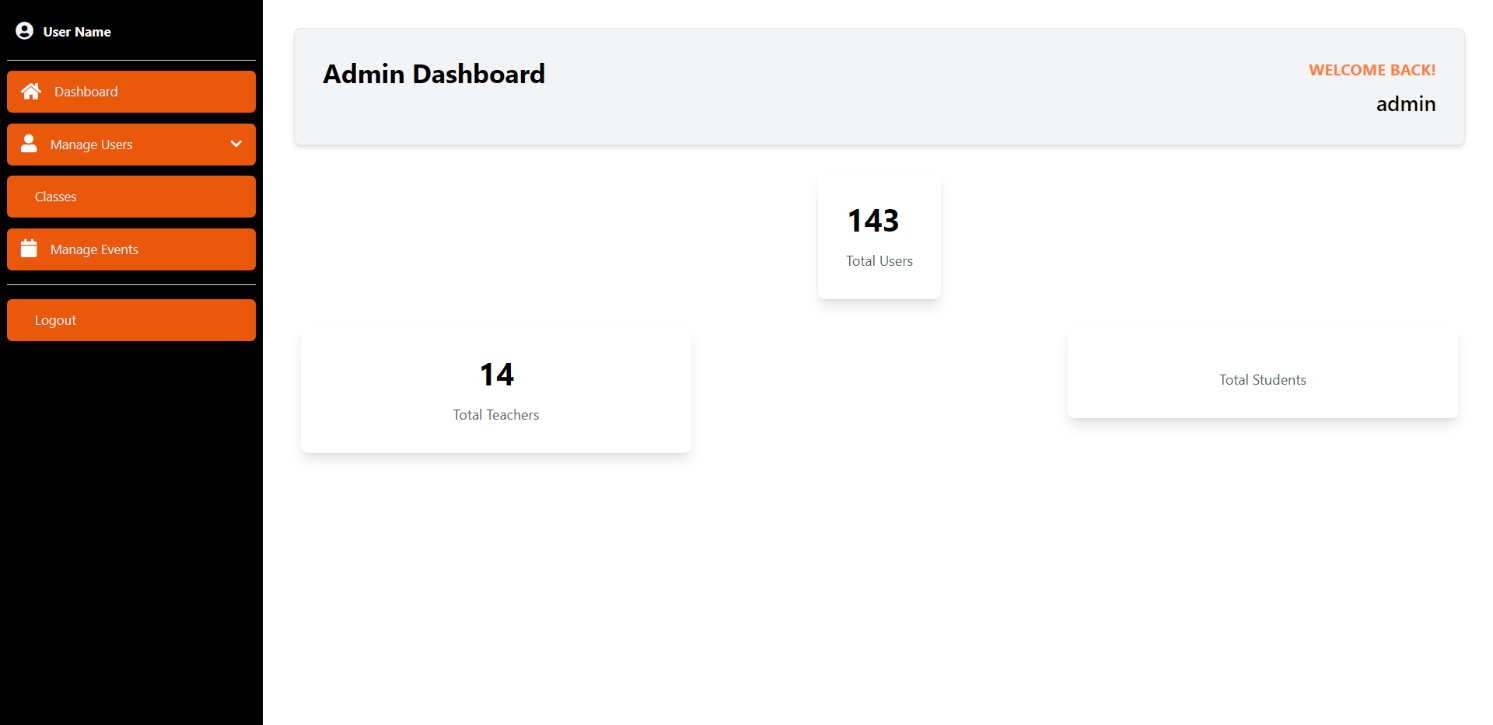 User Name
Dashboard
Manage Users
Classes
Manage Events
Logout
Admin Dashboard
WELCOME BACK!
admin
143
Total Users
14
Total Teachers
Total Students